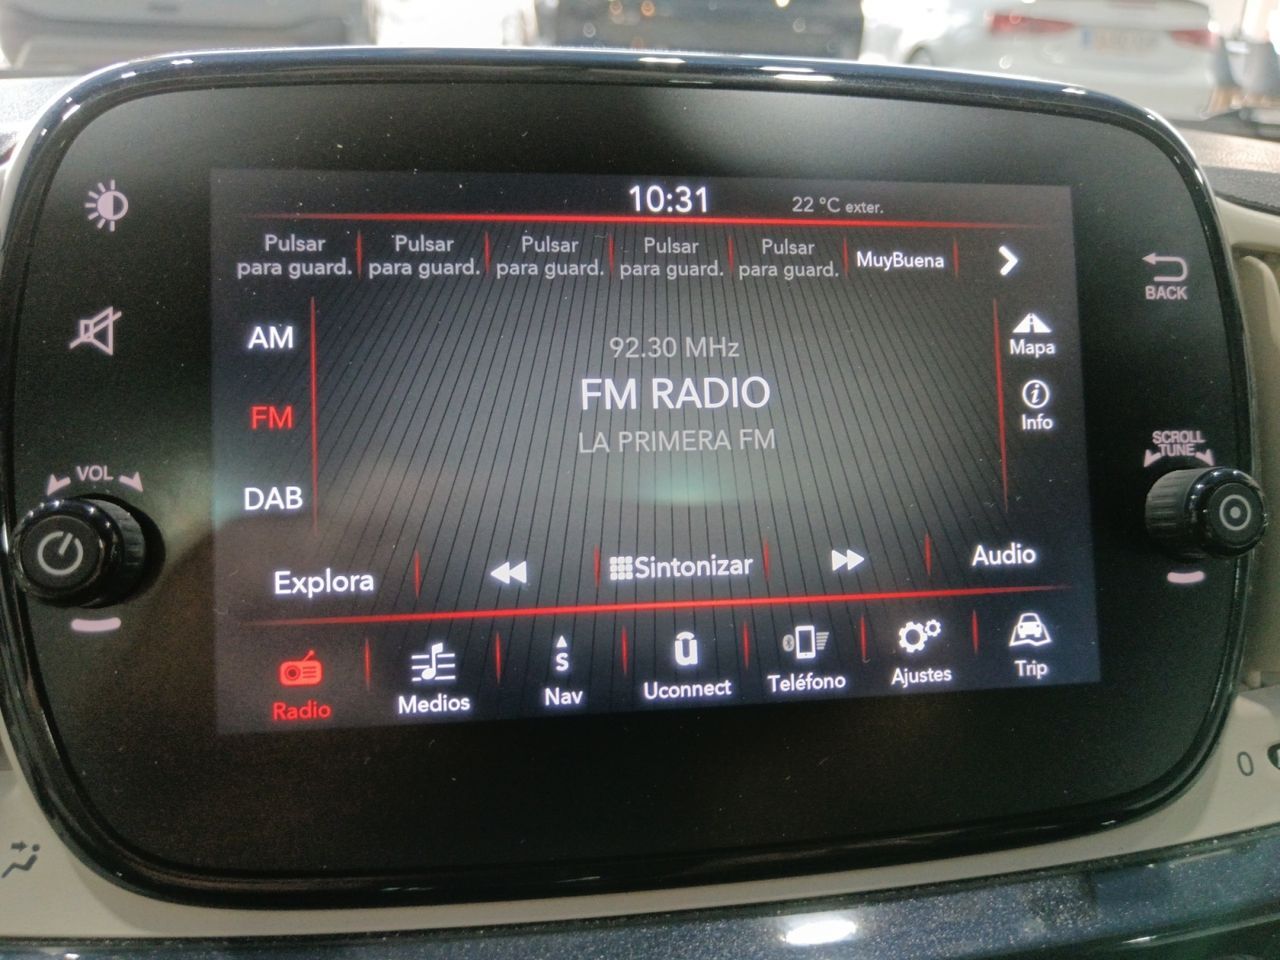 10:31
22 °C exter.
Pulsar para guard.
Pulsar para guard.
Pulsar para guard.
Pulsar para guard.
Pulsar para guard.
MuyBuena
BACK
AM
FM
DAB
92.30 MHz
FM RADIO
LA PRIMERA FM
Mapa
Info
VOL
SCROLL
TUNE
Explora
Sintonizar
Audio
Radio
Medios
S
Nav
û
Uconnect
Teléfono
Ajustes
Trip
0